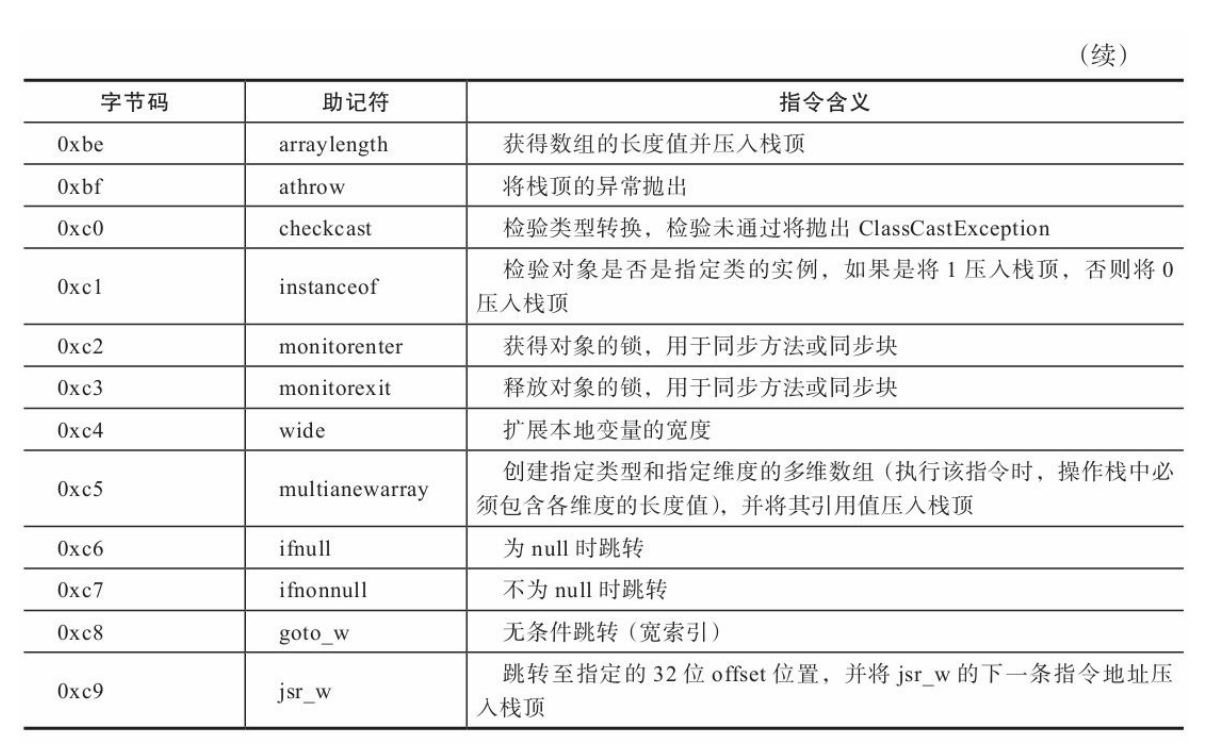 （续）
字节码 助记符 指令含义
0xbe arraylength 获得数组的长度值并压入栈顶
0xbf athrow 将栈顶的异常抛出
0xc0 checkcast 检验类型转换，检验未通过将抛出 ClassCastException
0xc1 instanceof 检验对象是否是指定类的实例，如果是将 1 压入栈顶，否则将 0
压入栈顶
0xc2 monitorenter 获得对象的锁，用于同步方法或同步块
0xc3 monitorexit 释放对象的锁，用于同步方法或同步块
0xc4 wide 扩展本地变量的宽度
0xc5 multianewarray 创建指定类型和指定维度的多维数组（执行该指令时，操作栈中必
须包含各维度的长度值），并将其引用值压入栈顶
0xc6 ifnull 为 null 时跳转
0xc7 ifnonnull 不为 null 时跳转
0xc8 goto_w 无条件跳转（宽索引）
0xc9 jsr_w 跳转至指定的 32 位 offset 位置，并将 jsr_w 的下一条指令地址压
入栈顶